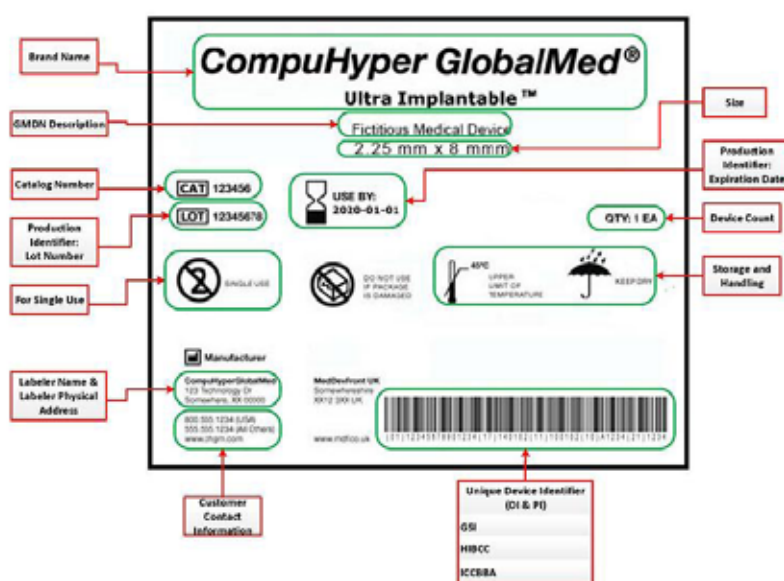 Brand Name
CompuHyper GlobalMed®
Ultra Implantable™
GMDN Description
Fictitious Medical Device
2.25 mm x 8 mmm
Size
Catalog Number
CAT 123456
USE BY:
2020-01-01
Production
Identifier:
Expiration Date
Production
Identifier:
Lot Number
LOT 12345678
QTY: 1 EA
Device Count
For Single Use
2
SINGLE USE
DO NOT USE
IF PACKAGE
IS DAMAGED
45°C
UPPER
LIMIT OF
TEMPERATURE
KEEP DRY
Storage and
Handling
Labeler Name &
Labeler Physical
Address
Manufacturer
CompuHyperGlobalMed
123 Technology Dr
Somewhere, XX 00000
800.555.1234 (USA)
555.555.1234 (All Others)
www.chgm.com
MedDevFront UK
Somewhereshire
XX12 3XX UK
Customer
Contact
Information
Unique Device Identifier
(DI & PI)
GSI
HIBCC
ICCBBA